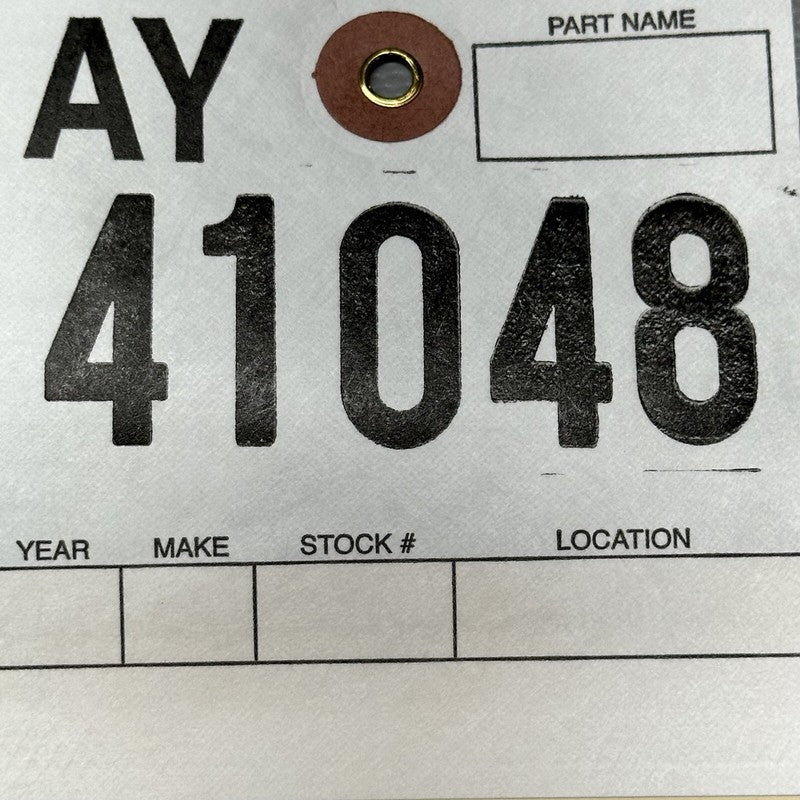 AY
PART NAME
41048
YEAR MAKE STOCK # LOCATION